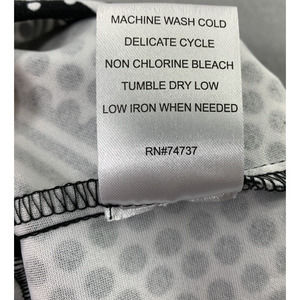 MACHINE WASH COLD
DELICATE CYCLE
NON CHLORINE BLEACH
TUMBLE DRY LOW
LOW IRON WHEN NEEDED
RN#74737